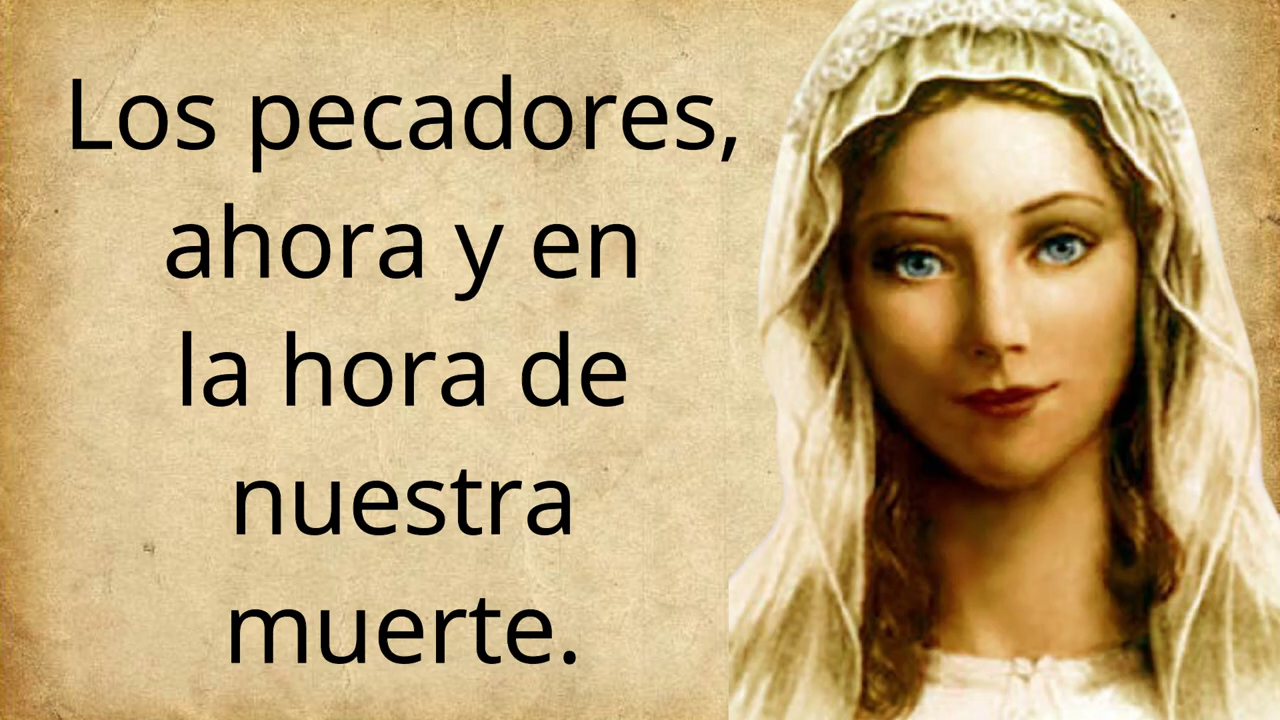 Los pecadores,
ahora y en
la hora de
nuestra
muerte.